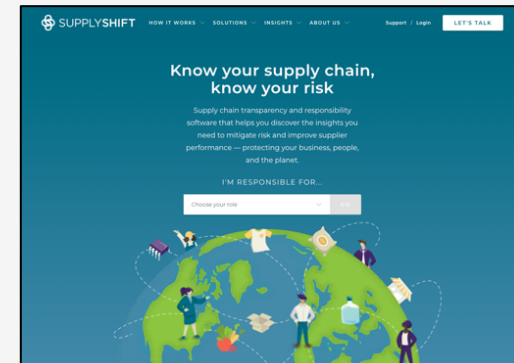 SUPPLYSHIFT HOW IT WORKS SOLUTIONS INSIGHTS ABOUT US Support / Login LET'S TALK
Know your supply chain,
know your risk
Supply chain transparency and responsibility
software that helps you discover the insights you
need to mitigate risk and improve supplier
performance — protecting your business, people,
and the planet.
I'M RESPONSIBLE FOR...
Choose your role